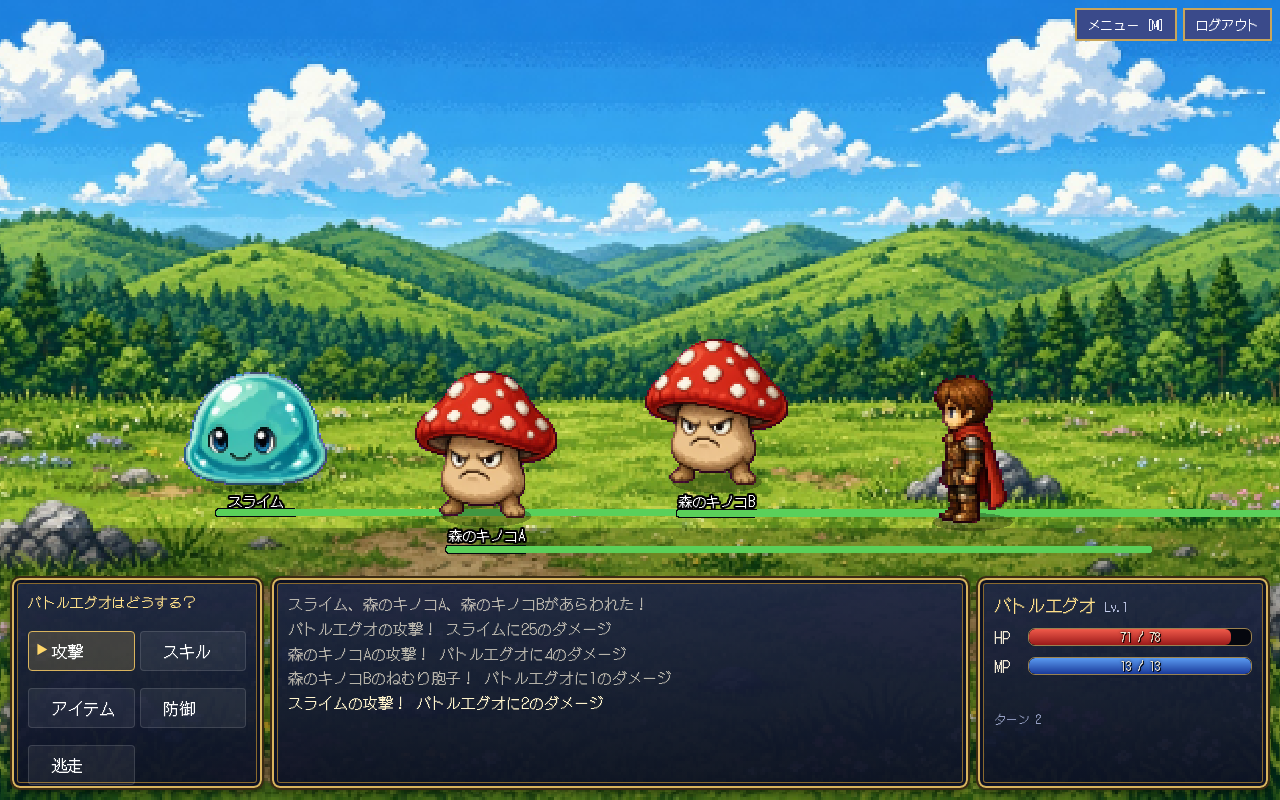 メニュー [M]
ログアウト
スライム
森のキノコB
森のキノコA
バトルエグオはどうする？
▶攻撃
スキル
アイテム
防御
逃走
スライム、森のキノコA、森のキノコBがあらわれた！
バトルエグオの攻撃！ スライムに25のダメージ
森のキノコAの攻撃！ バトルエグオに4のダメージ
森のキノコBのねむり胞子！ バトルエグオに1のダメージ
スライムの攻撃！ バトルエグオに2のダメージ
バトルエグオ Lv.1
HP 71 / 78
MP 13 / 13
ターン 2